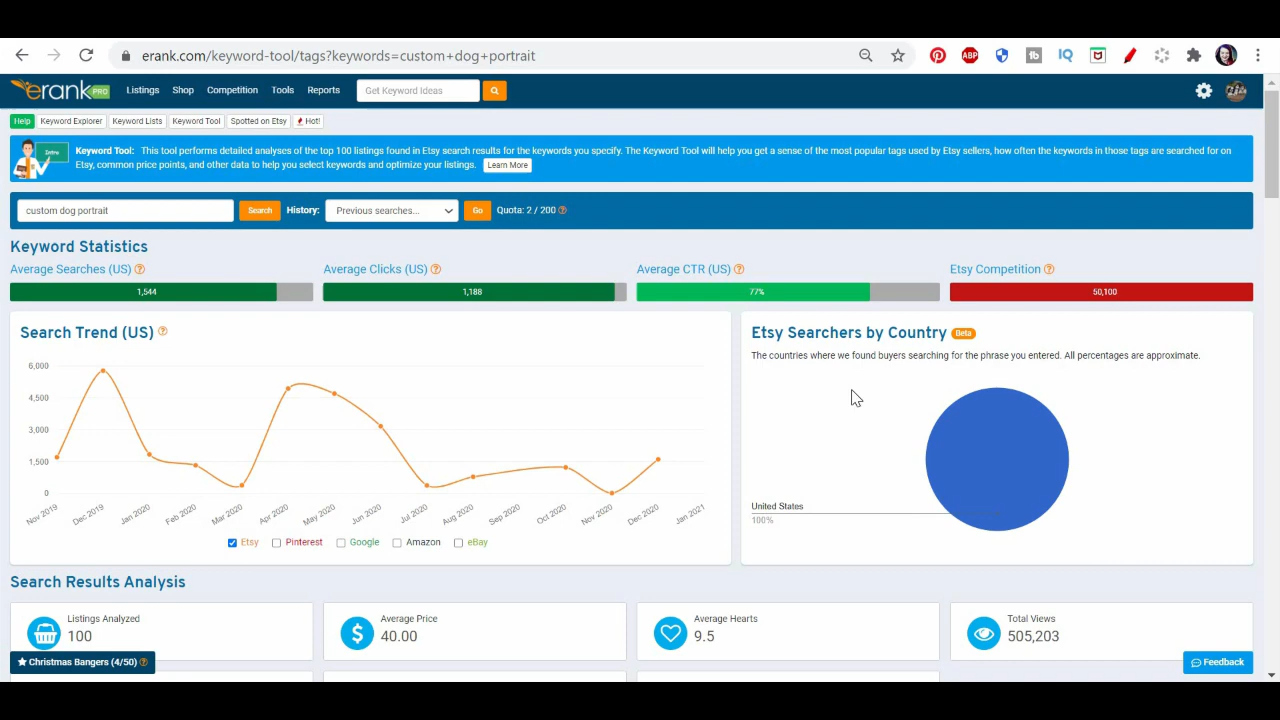 erank.com/keyword-tool/tags?keywords=custom+dog+portrait
ABP
tb
IQ
erank PRO
Listings Shop Competition Tools Reports Get Keyword Ideas
Help Keyword Explorer Keyword Lists Keyword Tool Spotted on Etsy Hot!
Intro
Keyword Tool: This tool performs detailed analyses of the top 100 listings found in Etsy search results for the keywords you specify. The Keyword Tool will help you get a sense of the most popular tags used by Etsy sellers, how often the keywords in those tags are searched for on
Etsy, common price points, and other data to help you select keywords and optimize your listings. Learn More
custom dog portrait Search History: Previous searches... Go Quota: 2 / 200 ?
Keyword Statistics
Average Searches (US) ? Average Clicks (US) ? Average CTR (US) ? Etsy Competition ?
1,544 1,188 77% 50,100
Search Trend (US) ?
6,000
4,500
3,000
1,500
0
Nov 2019 Dec 2019 Jan 2020 Feb 2020 Mar 2020 Apr 2020 May 2020 Jun 2020 Jul 2020 Aug 2020 Sep 2020 Oct 2020 Nov 2020 Dec 2020 Jan 2021
Etsy Pinterest Google Amazon eBay
Etsy Searchers by Country Beta
The countries where we found buyers searching for the phrase you entered. All percentages are approximate.
United States
100%
Search Results Analysis
Listings Analyzed
100
$
Average Price
40.00
Average Hearts
9.5
Total Views
505,203
Christmas Bangers (4/50) ?
Feedback